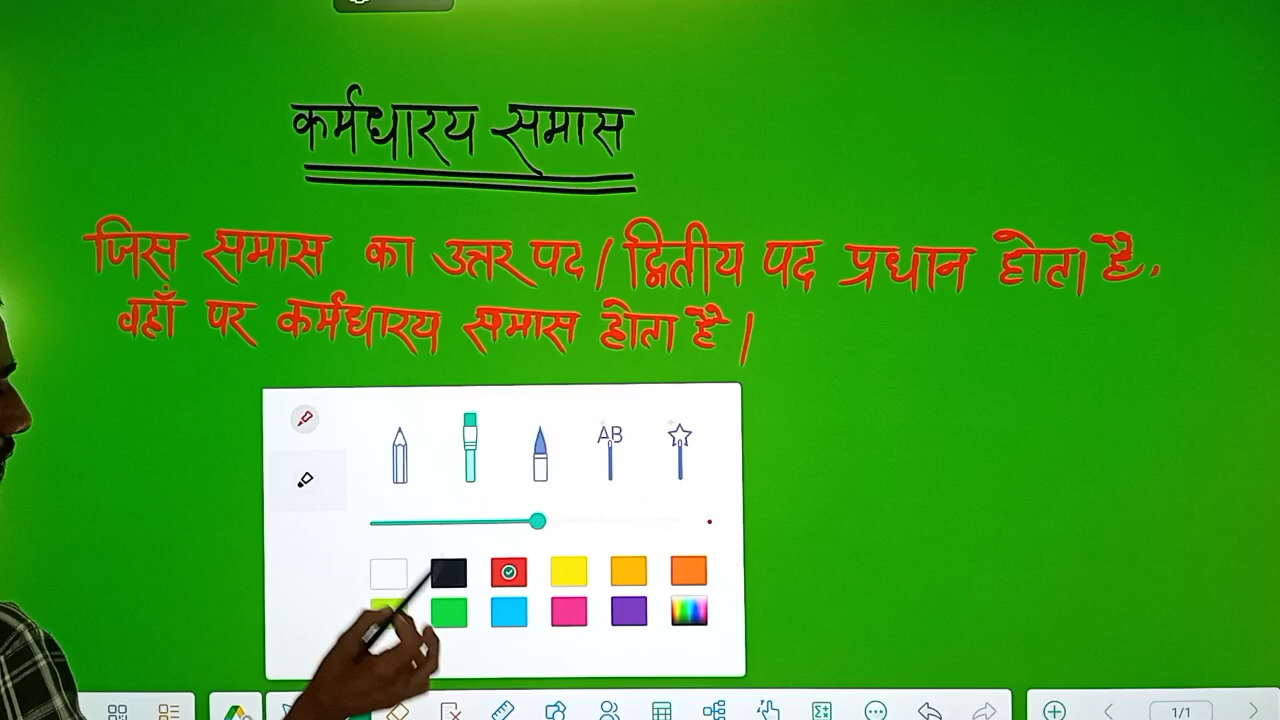 कर्मधारय समास
जिस समास का उत्तर पद / द्वितीय पद प्रधान होता है,
वहाँ पर कर्मधारय समास होता है।
AB
1/1